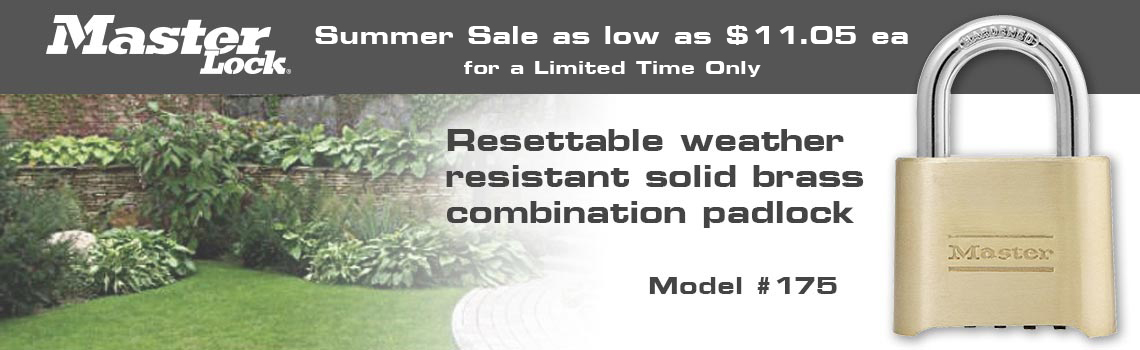 Master Lock®
Summer Sale as low as $11.05 ea
for a Limited Time Only
HARDENED
Resettable weather
resistant solid brass
combination padlock
Master
Model #175